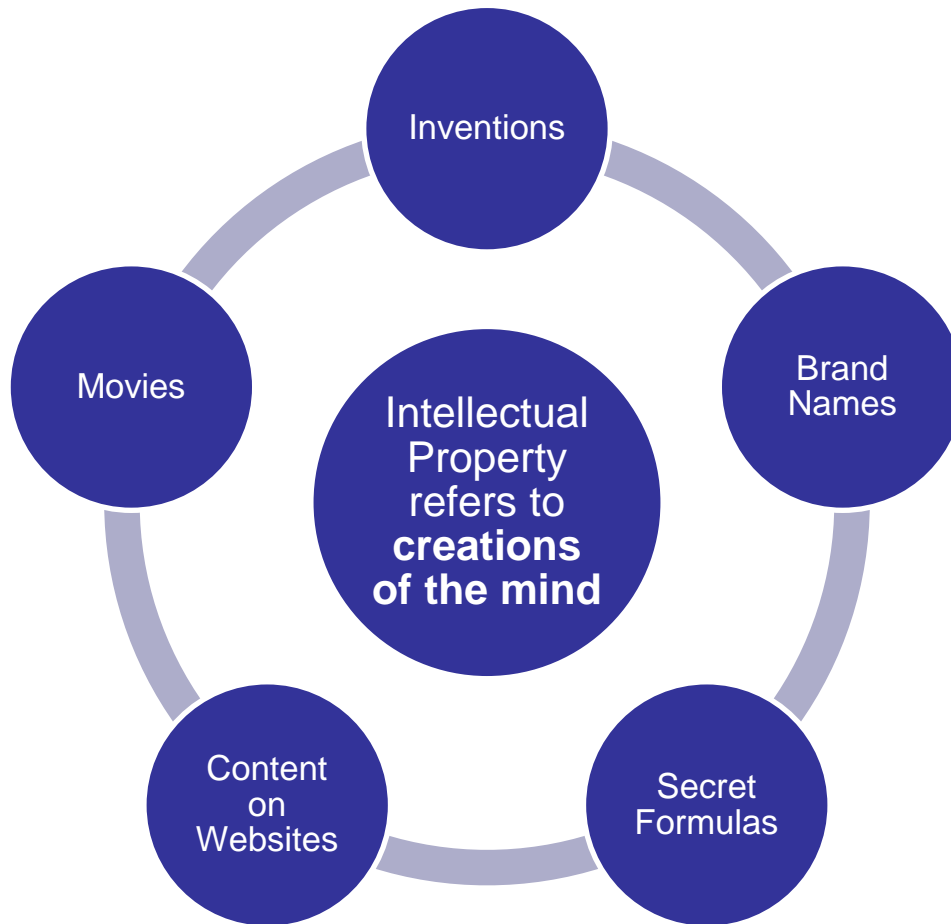 Inventions
Movies
Brand
Names
Intellectual
Property
refers to
creations
of the mind
Content
on
Websites
Secret
Formulas